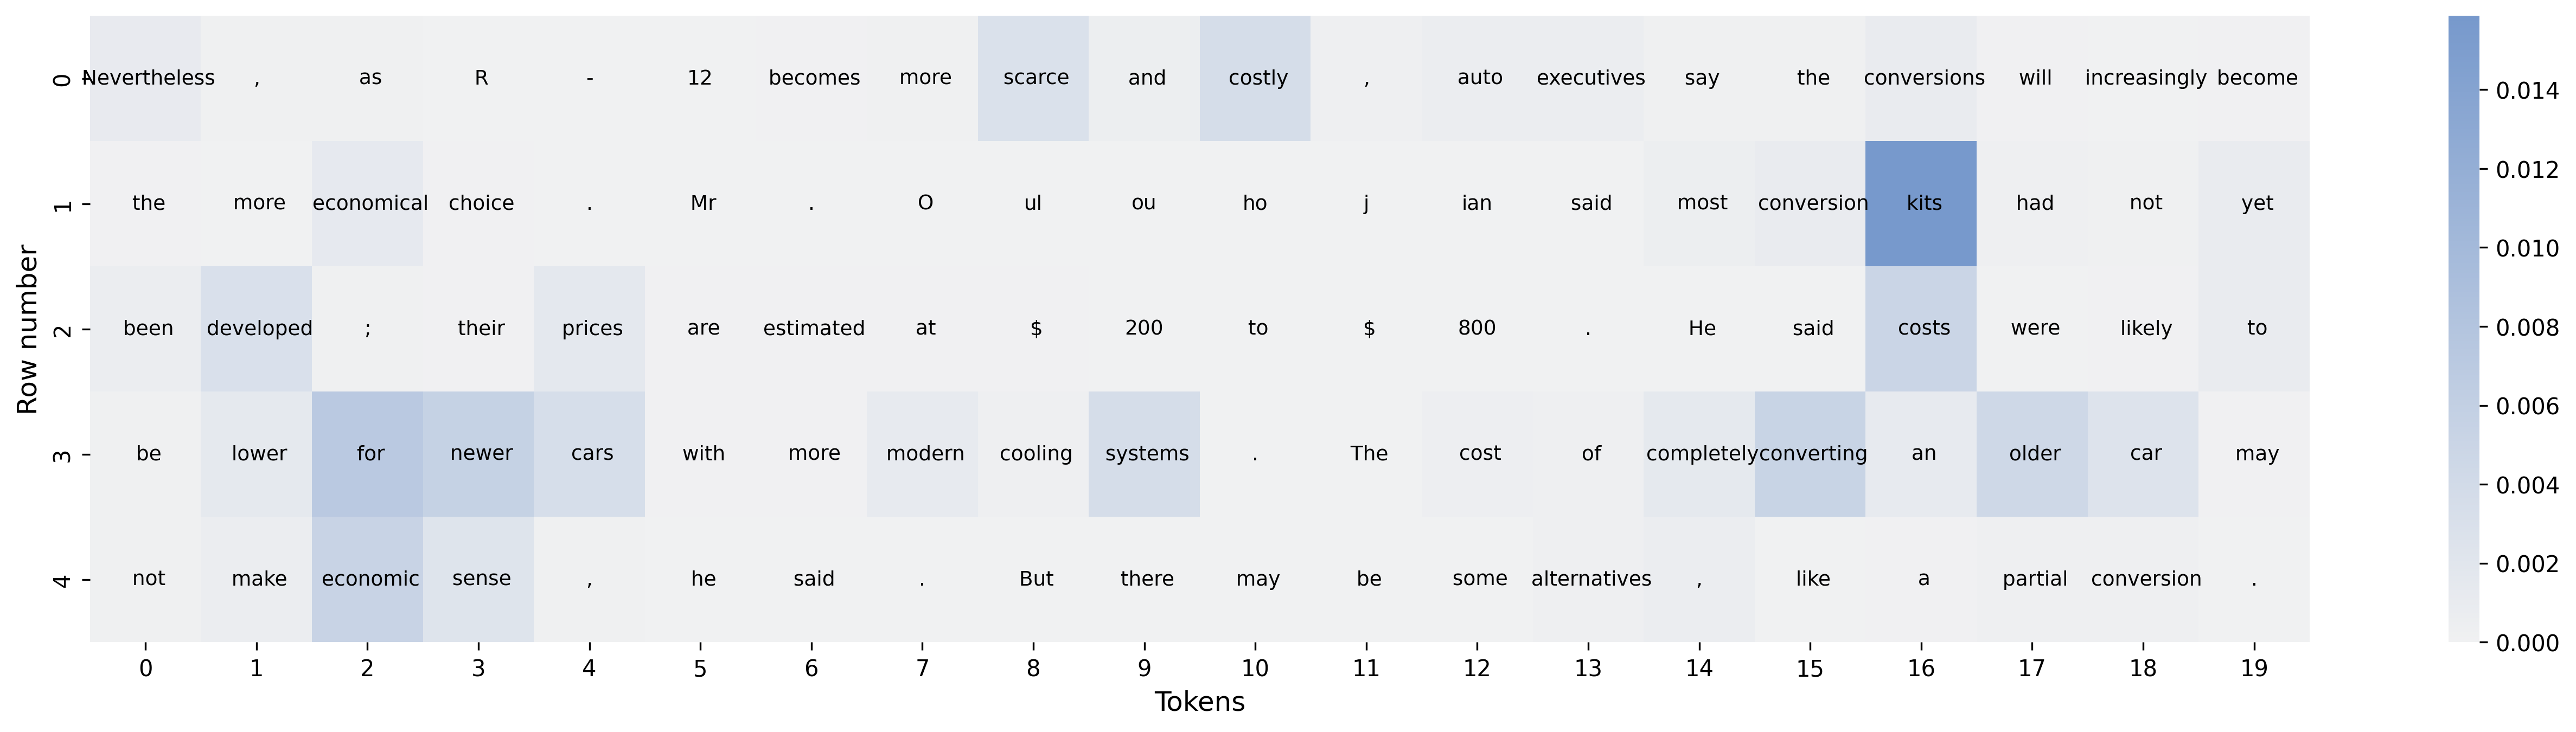 0 Nevertheless , as R - 12 becomes more scarce and costly , auto executives say the conversions will increasingly become
1 the more economical choice . Mr . O ul ou ho j ian said most conversion kits had not yet
2 been developed ; their prices are estimated at $ 200 to $ 800 . He said costs were likely to
3 be lower for newer cars with more modern cooling systems . The cost of completely converting an older car may
4 not make economic sense , he said . But there may be some alternatives , like a partial conversion .
0 1 2 3 4 5 6 7 8 9 10 11 12 13 14 15 16 17 18 19
Tokens
Row number
0.014
0.012
0.010
0.008
0.006
0.004
0.002
0.000